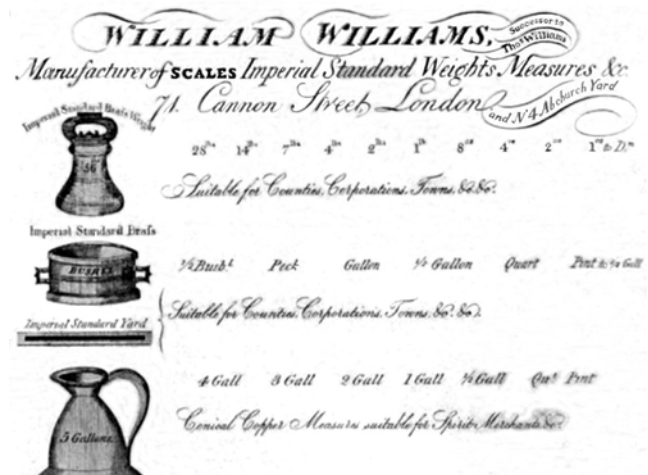 WILLIAM WILLIAMS,
Successor to
Thos Williams
Manufacturer of SCALES Imperial Standard Weights Measures &c.
71. Cannon Street, London
and No 4 Abchurch Yard
Imperial Standard Brass Weight
56
28lbs 14lbs 7lbs 4lbs 2lbs 1lb 8oz 4oz 2oz 1oz to Dm
Suitable for Counties, Corporations, Towns, &c. &c.
Imperial Standard Brass
BUSHEL
1/2 Bushl Peck Gallon 1/2 Gallon Quart Pint to 1/2 Gill
Suitable for Counties, Corporations, Towns, &c. &c.
Imperial Standard Yard
4 Gall 3 Gall 2 Gall 1 Gall 1/2 Gall Qut Pint
5 Gallons
Conical Copper Measures suitable for Spirit Merchants &c.